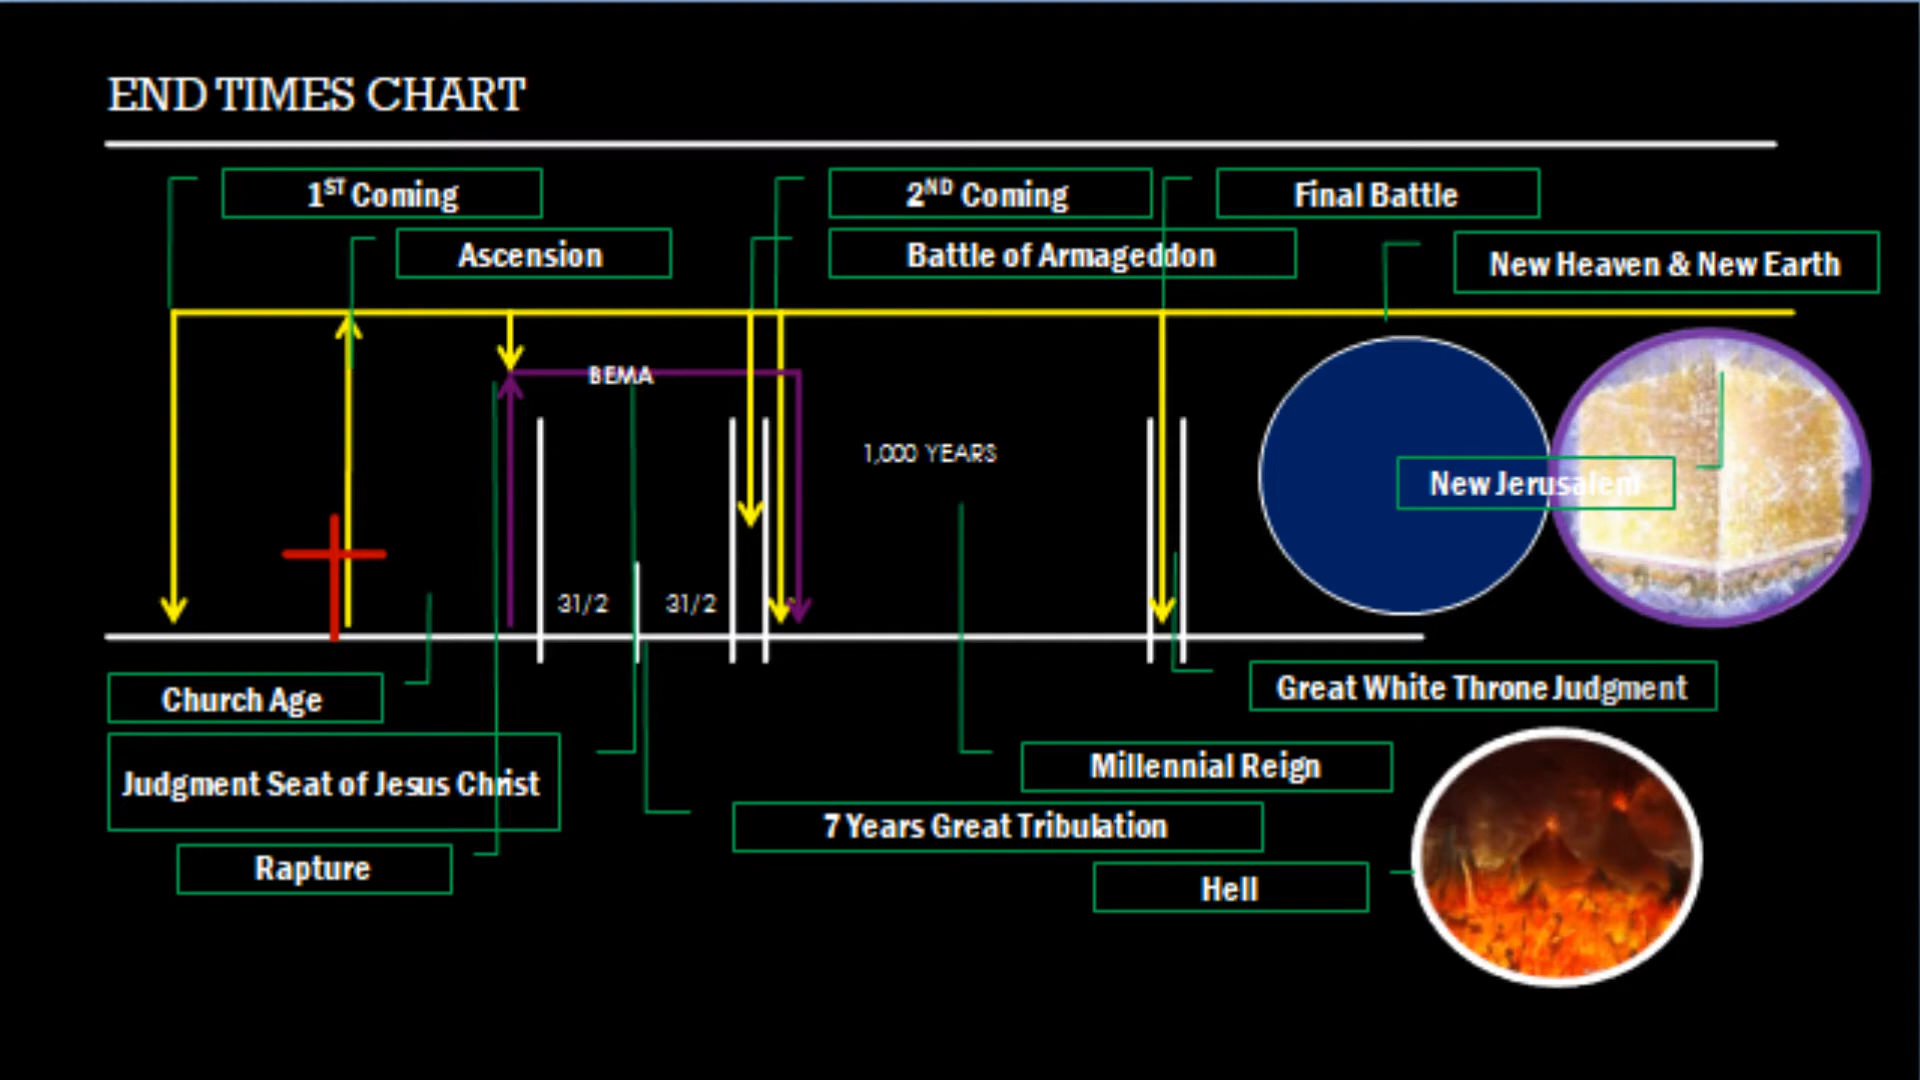 END TIMES CHART
1ST Coming
2ND Coming
Final Battle
Ascension
Battle of Armageddon
New Heaven & New Earth
BEMA
1,000 YEARS
New Jerusalem
31/2
31/2
Church Age
Great White Throne Judgment
Judgment Seat of Jesus Christ
Millennial Reign
7 Years Great Tribulation
Rapture
Hell